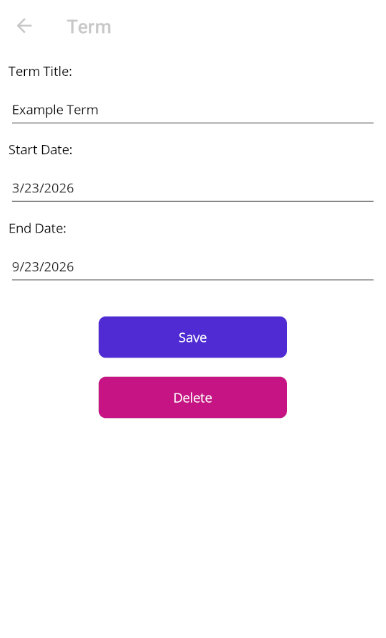 Term
Term Title:
Example Term
Start Date:
3/23/2026
End Date:
9/23/2026
Save
Delete